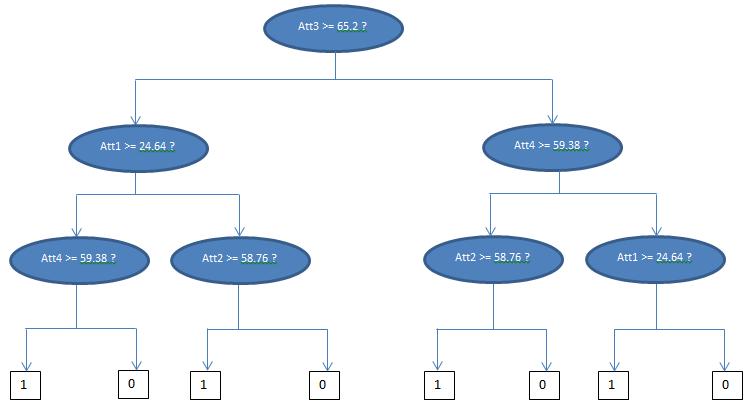 Att3 >= 65.2 ?
Att1 >= 24.64 ?
Att4 >= 59.38 ?
Att4 >= 59.38 ?
Att2 >= 58.76 ?
Att2 >= 58.76 ?
Att1 >= 24.64 ?
1
0
1
0
1
0
1
0